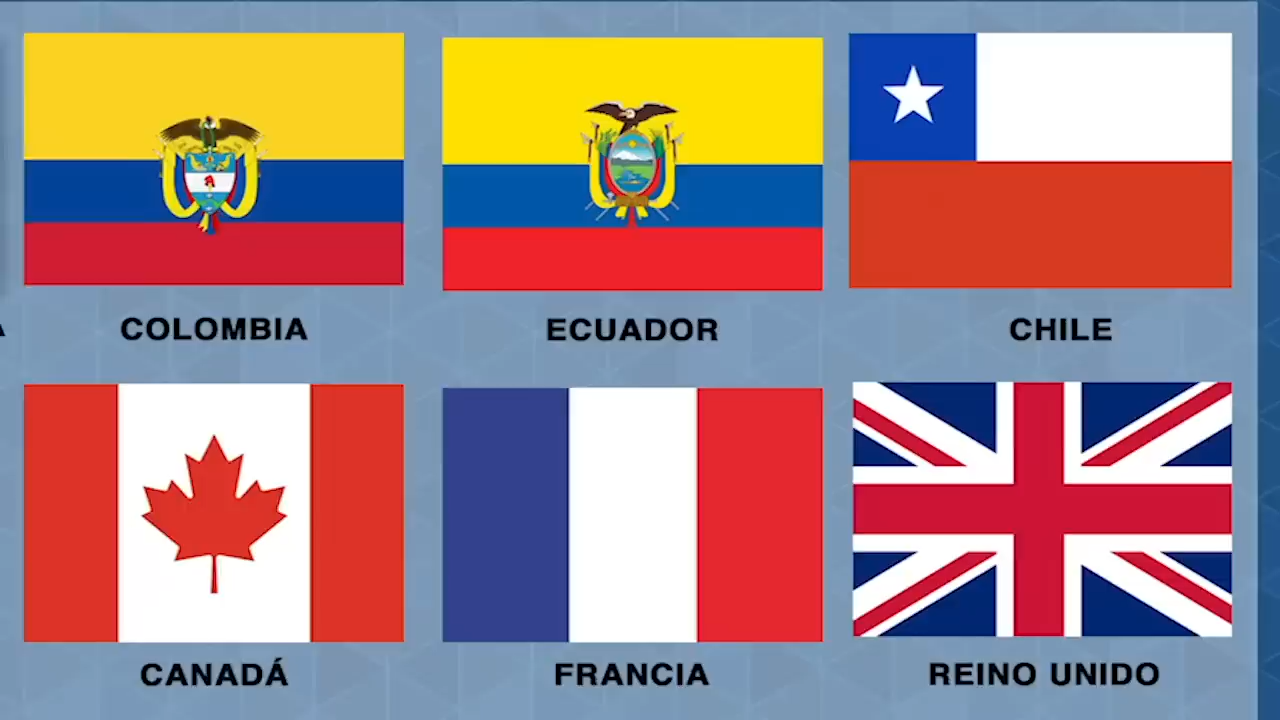 COLOMBIA
ECUADOR
CHILE
CANADÁ
FRANCIA
REINO UNIDO